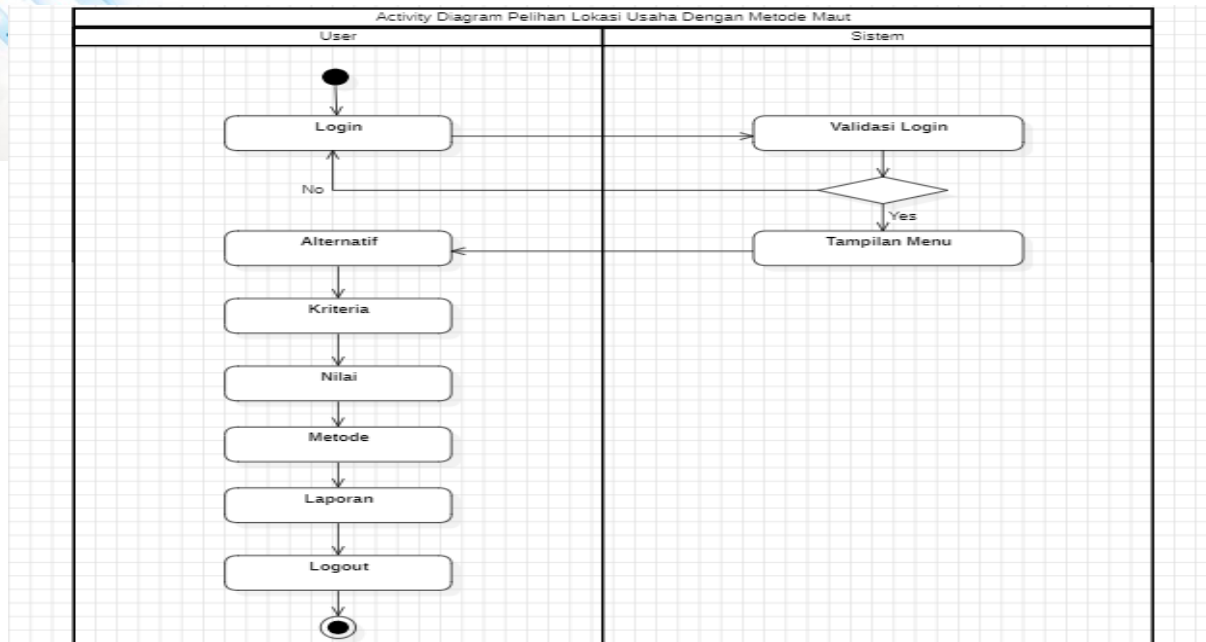 Activity Diagram Pelihan Lokasi Usaha Dengan Metode Maut
User
Sistem
Login
Validasi Login
No
Yes
Alternatif
Tampilan Menu
Kriteria
Nilai
Metode
Laporan
Logout